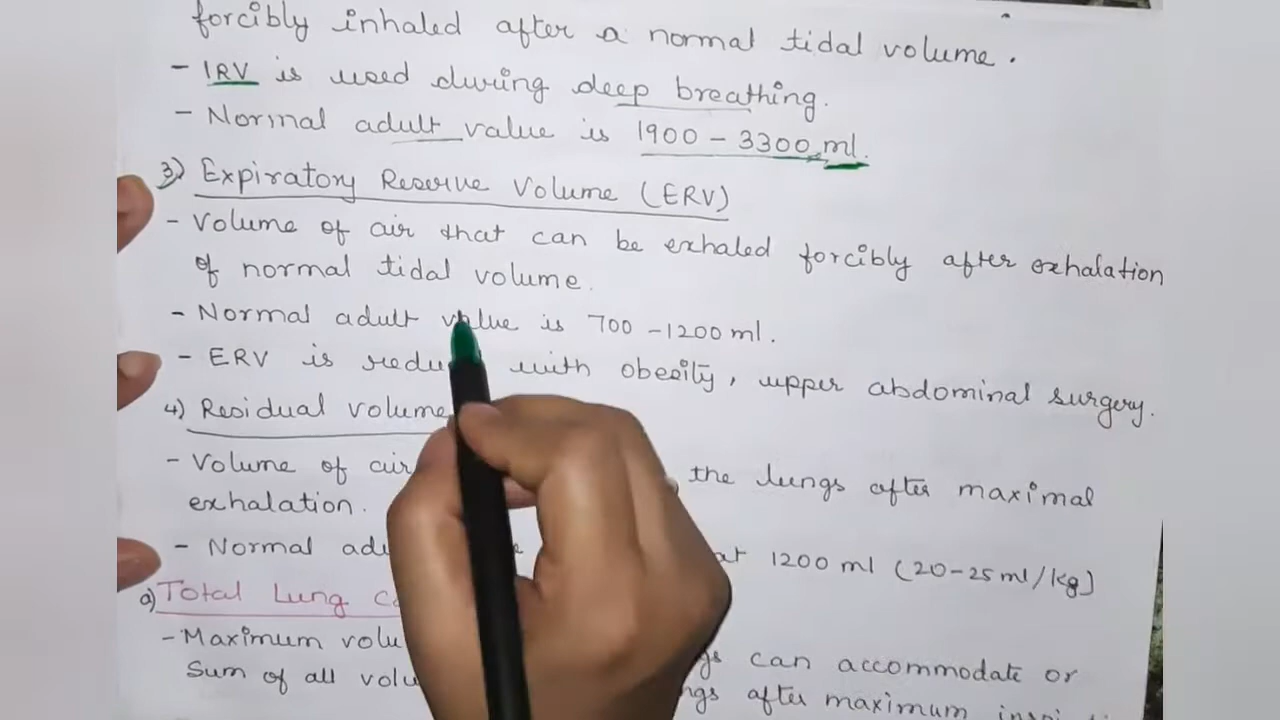 forcibly inhaled after a normal tidal volume.
- IRV is used during deep breathing.
- Normal adult value is 1900 - 3300 ml.
3) Expiratory Reserve Volume (ERV)
- Volume of air that can be exhaled forcibly after exhalation
of normal tidal volume.
- Normal adult value is 700 - 1200 ml.
- ERV is with obesity, upper abdominal surgery.
4) Residual volume
- Volume of air the lungs after maximal
exhalation.
- Normal at 1200 ml (20-25 ml/kg)
a) Total Lung
- Maximum can accommodate or
Sum of all after maximum